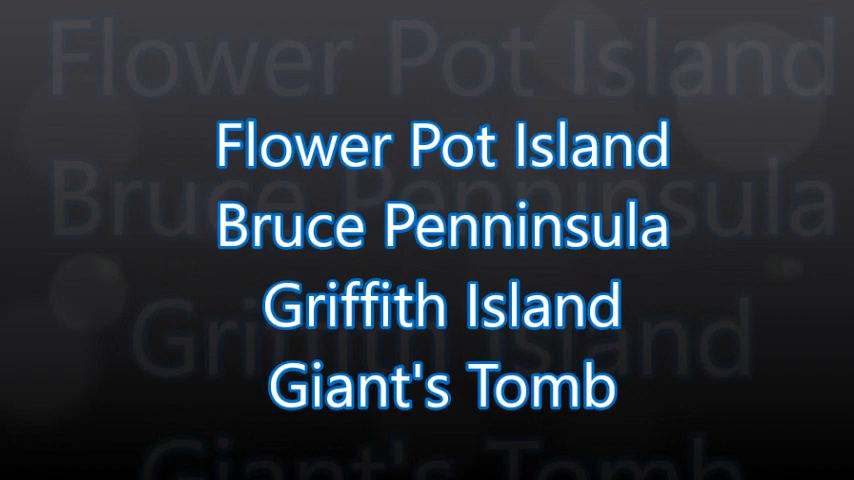 Flower Pot Island
Bruce Penninsula
Griffith Island
Giant's Tomb